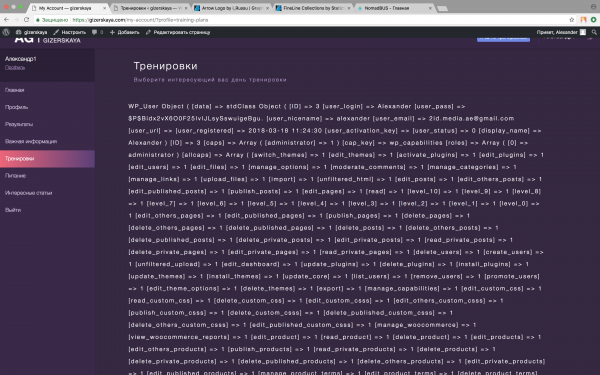 My Account — gizerskaya
Тренировки — gizerskaya — w
Arrow Logo by i_Ruuuu | Grap
FineLine Collections by Stario
NomadBUS - Главная
Защищено https://gizerskaya.com/my-account/?profile=training-plans
gizerskaya Настроить 0 + Добавить Редактировать страницу Привет, Alexander
GIZERSKAYA
Александр1
Главная
Профиль
Результаты
Важная информация
Тренировки
Питание
Интересные статьи
Выйти
Тренировки
Выберите интересующий вас день тренировки
WP_User Object ( [data] => stdClass Object ( [ID] => 3 [user_login] => Alexander [user_pass] =>
[user_nicename] => alexander [user_email] => 2ld.media.ae@gmail.com
[user_url] => [user_registered] => 2018-03-18 11:24:30 [user_activation_key] => [user_status] => 0 [display_name] =>
Alexander ) [ID] => 3 [caps] => Array ( [administrator] => 1 ) [cap_key] => wp_capabilities [roles] => Array ( [0] =>
administrator ) [allcaps] => Array ( [switch_themes] => 1 [edit_themes] => 1 [activate_plugins] => 1 [edit_plugins] => 1
[edit_users] => 1 [edit_files] => 1 [manage_options] => 1 [moderate_comments] => 1 [manage_categories] => 1
[manage_links] => 1 [upload_files] => 1 [import] => 1 [unfiltered_html] => 1 [edit_posts] => 1 [edit_others_posts] => 1
[edit_published_posts] => 1 [publish_posts] => 1 [edit_pages] => 1 [read] => 1 [level_10] => 1 [level_9] => 1 [level_8]
=> 1 [level_7] => 1 [level_6] => 1 [level_5] => 1 [level_4] => 1 [level_3] => 1 [level_2] => 1 [level_1] => 1 [level_0] =>
1 [edit_others_pages] => 1 [edit_published_pages] => 1 [publish_pages] => 1 [delete_pages] => 1
[delete_others_pages] => 1 [delete_published_pages] => 1 [delete_posts] => 1 [delete_others_posts] => 1
[delete_published_posts] => 1 [delete_private_posts] => 1 [edit_private_posts] => 1 [read_private_posts] => 1
[delete_private_pages] => 1 [edit_private_pages] => 1 [read_private_pages] => 1 [delete_users] => 1 [create_users] => 1
[unfiltered_upload] => 1 [edit_dashboard] => 1 [update_plugins] => 1 [delete_plugins] => 1 [install_plugins] => 1
[update_themes] => 1 [install_themes] => 1 [update_core] => 1 [list_users] => 1 [remove_users] => 1 [promote_users]
=> 1 [edit_theme_options] => 1 [delete_themes] => 1 [export] => 1 [manage_capabilities] => 1 [edit_custom_css] => 1
[read_custom_css] => 1 [delete_custom_css] => 1 [edit_custom_csss] => 1 [edit_others_custom_csss] => 1
[publish_custom_csss] => 1 [delete_custom_csss] => 1 [delete_published_custom_csss] => 1
[delete_others_custom_csss] => 1 [edit_published_custom_csss] => 1 [manage_woocommerce] => 1
[view_woocommerce_reports] => 1 [edit_product] => 1 [read_product] => 1 [delete_product] => 1 [edit_products] => 1
[edit_others_products] => 1 [publish_products] => 1 [read_private_products] => 1 [delete_products] => 1
[delete_private_products] => 1 [delete_published_products] => 1 [delete_others_products] => 1 [edit_private_products]
=> 1 [edit_published_products] => 1 [manage_product_terms] => 1 [edit_product_terms] => 1 [delete_product_terms] =>